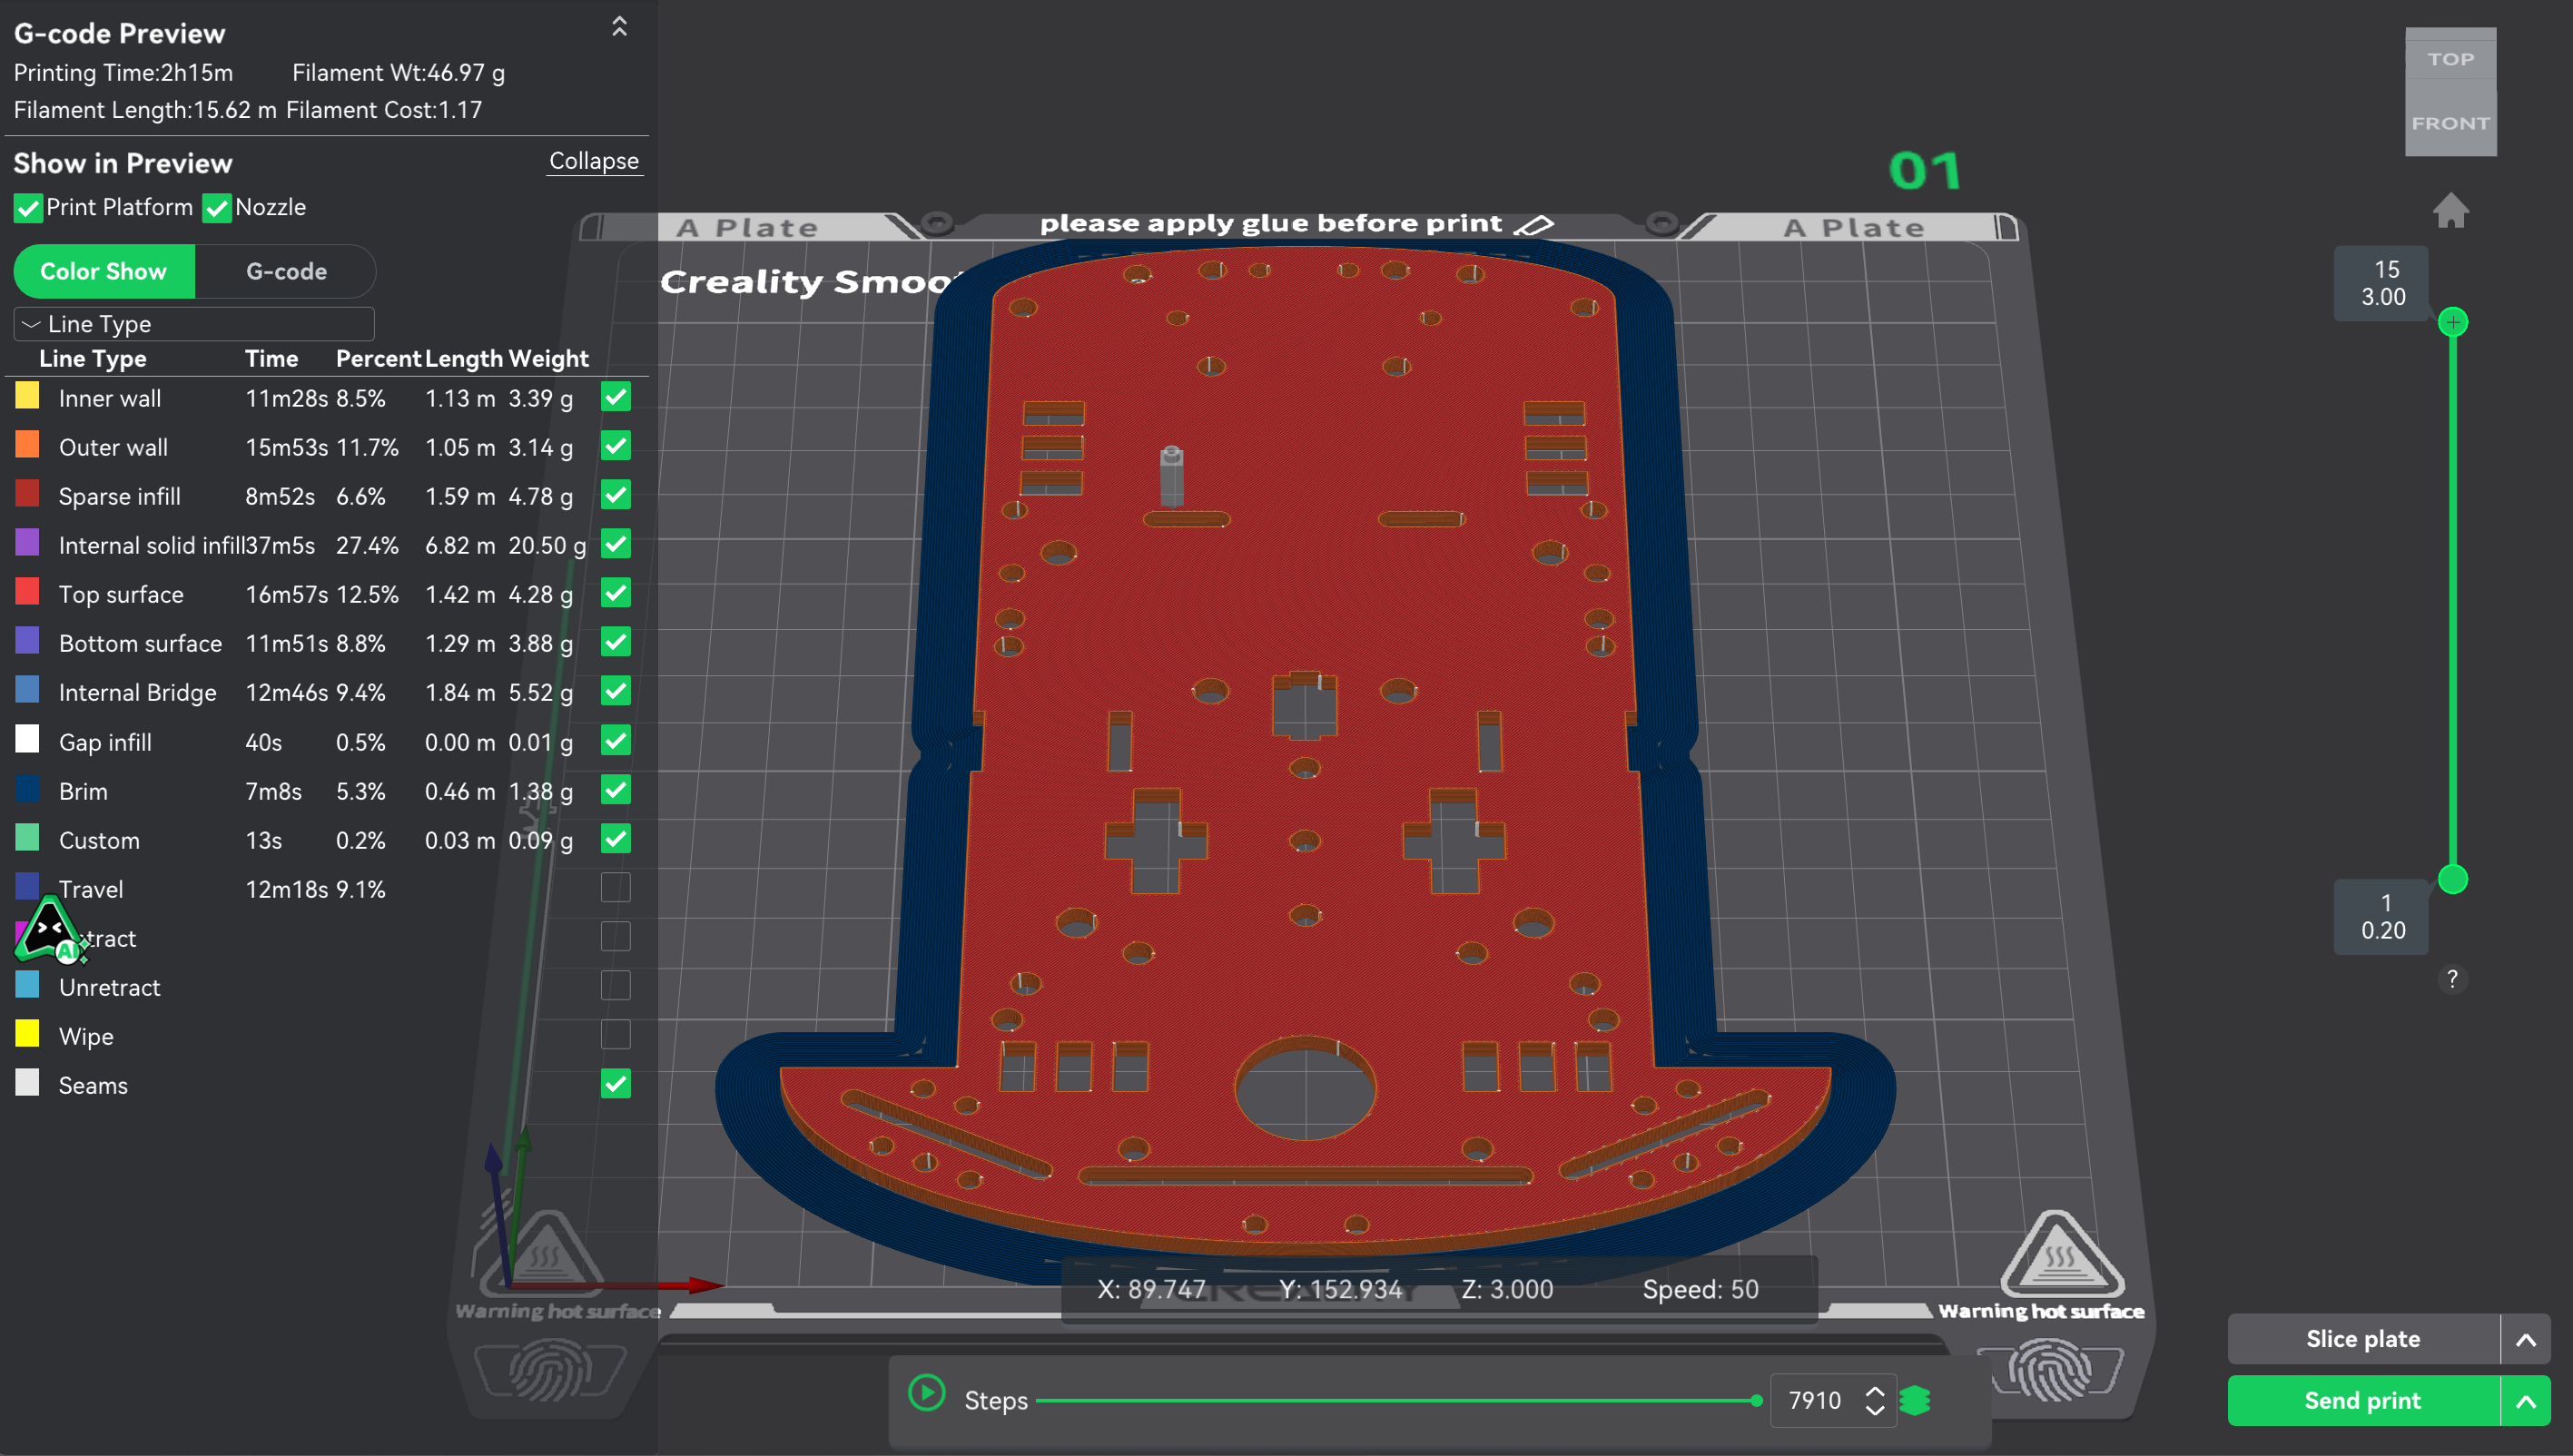 G-code Preview
Printing Time:2h15m Filament Wt:46.97 g
Filament Length:15.62 m Filament Cost:1.17
Show in Preview Collapse
Print Platform Nozzle
Color Show G-code
Line Type
Line Type Time Percent Length Weight
Inner wall 11m28s 8.5% 1.13 m 3.39 g
Outer wall 15m53s 11.7% 1.05 m 3.14 g
Sparse infill 8m52s 6.6% 1.59 m 4.78 g
Internal solid infill 37m5s 27.4% 6.82 m 20.50 g
Top surface 16m57s 12.5% 1.42 m 4.28 g
Bottom surface 11m51s 8.8% 1.29 m 3.88 g
Internal Bridge 12m46s 9.4% 1.84 m 5.52 g
Gap infill 40s 0.5% 0.00 m 0.01 g
Brim 7m8s 5.3% 0.46 m 1.38 g
Custom 13s 0.2% 0.03 m 0.09 g
Travel 12m18s 9.1%
tract
AI
Unretract
Wipe
Seams
01
A Plate please apply glue before print A Plate
Creality Smoo
TOP
FRONT
15
3.00
1
0.20
?
X: 89.747 Y: 152.934 Z: 3.000 Speed: 50
CREALITY
Warning hot surface Warning hot surface
Steps 7910
Slice plate
Send print